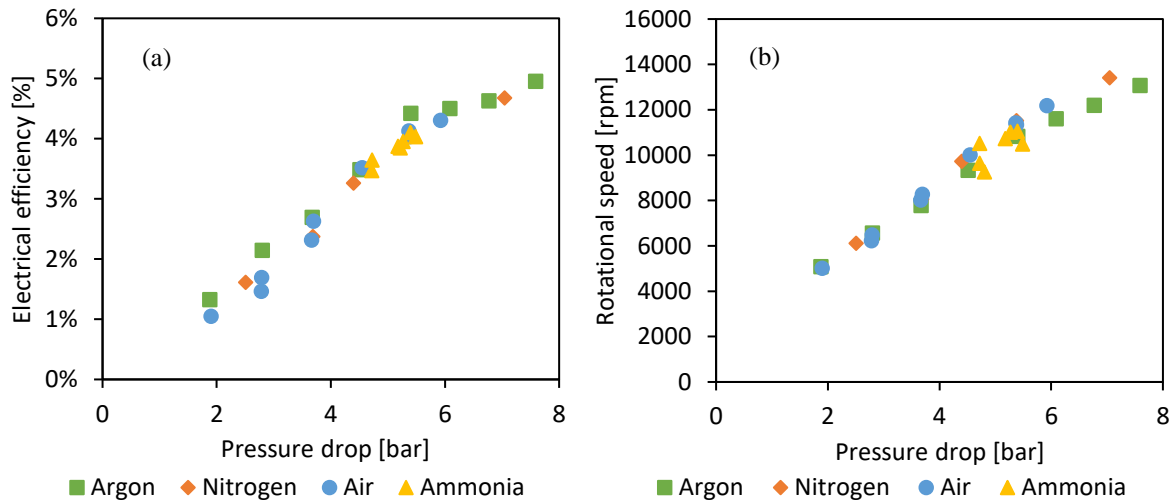 (a)
Electrical efficiency [%]
6%
5%
4%
3%
2%
1%
0%
0 2 4 6 8
Pressure drop [bar]
Argon Nitrogen Air Ammonia
(b)
Rotational speed [rpm]
16000
14000
12000
10000
8000
6000
4000
2000
0
0 2 4 6 8
Pressure drop [bar]
Argon Nitrogen Air Ammonia